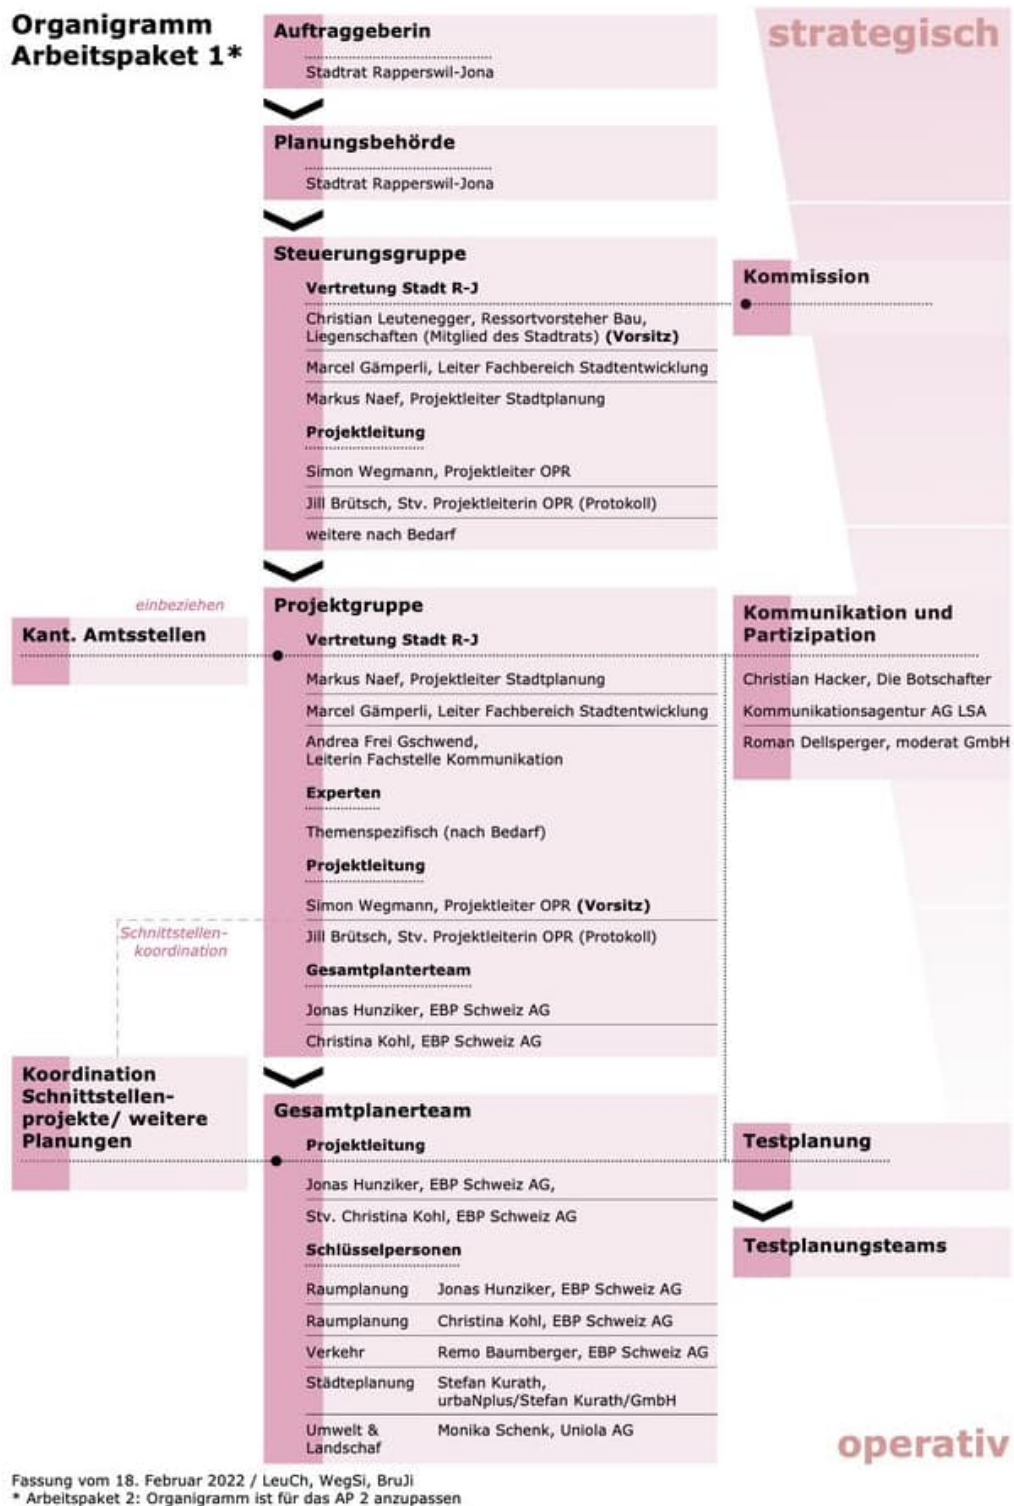 Organigramm
Arbeitspaket 1*
strategisch
Auftraggeberin
Stadtrat Rapperswil-Jona
Planungsbehörde
Stadtrat Rapperswil-Jona
Steuerungsgruppe
Vertretung Stadt R-J
Christian Leutenegger, Ressortvorsteher Bau,
Liegenschaften (Mitglied des Stadtrats) (Vorsitz)
Marcel Gämperli, Leiter Fachbereich Stadtentwicklung
Markus Naef, Projektleiter Stadtplanung
Projektleitung
Simon Wegmann, Projektleiter OPR
Jill Brütsch, Stv. Projektleiterin OPR (Protokoll)
weitere nach Bedarf
Kommission
einbeziehen
Kant. Amtsstellen
Projektgruppe
Vertretung Stadt R-J
Markus Naef, Projektleiter Stadtplanung
Marcel Gämperli, Leiter Fachbereich Stadtentwicklung
Andrea Frei Gschwend,
Leiterin Fachstelle Kommunikation
Experten
Themenspezifisch (nach Bedarf)
Projektleitung
Simon Wegmann, Projektleiter OPR (Vorsitz)
Jill Brütsch, Stv. Projektleiterin OPR (Protokoll)
Gesamtplanterteam
Jonas Hunziker, EBP Schweiz AG
Christina Kohl, EBP Schweiz AG
Kommunikation und
Partizipation
Christian Hacker, Die Botschafter
Kommunikationsagentur AG LSA
Roman Dellsperger, moderat GmbH
Schnittstellen-
koordination
Koordination
Schnittstellen-
projekte/ weitere
Planungen
Gesamtplanerteam
Projektleitung
Jonas Hunziker, EBP Schweiz AG,
Stv. Christina Kohl, EBP Schweiz AG
Schlüsselpersonen
Raumplanung Jonas Hunziker, EBP Schweiz AG
Raumplanung Christina Kohl, EBP Schweiz AG
Verkehr Remo Baumberger, EBP Schweiz AG
Städteplanung Stefan Kurath,
urbaNplus/Stefan Kurath/GmbH
Umwelt & Monika Schenk, Uniola AG
Landschaf
Testplanung
Testplanungsteams
operativ
Fassung vom 18. Februar 2022 / LeuCh, WegSi, BruJi
* Arbeitspaket 2: Organigramm ist für das AP 2 anzupassen